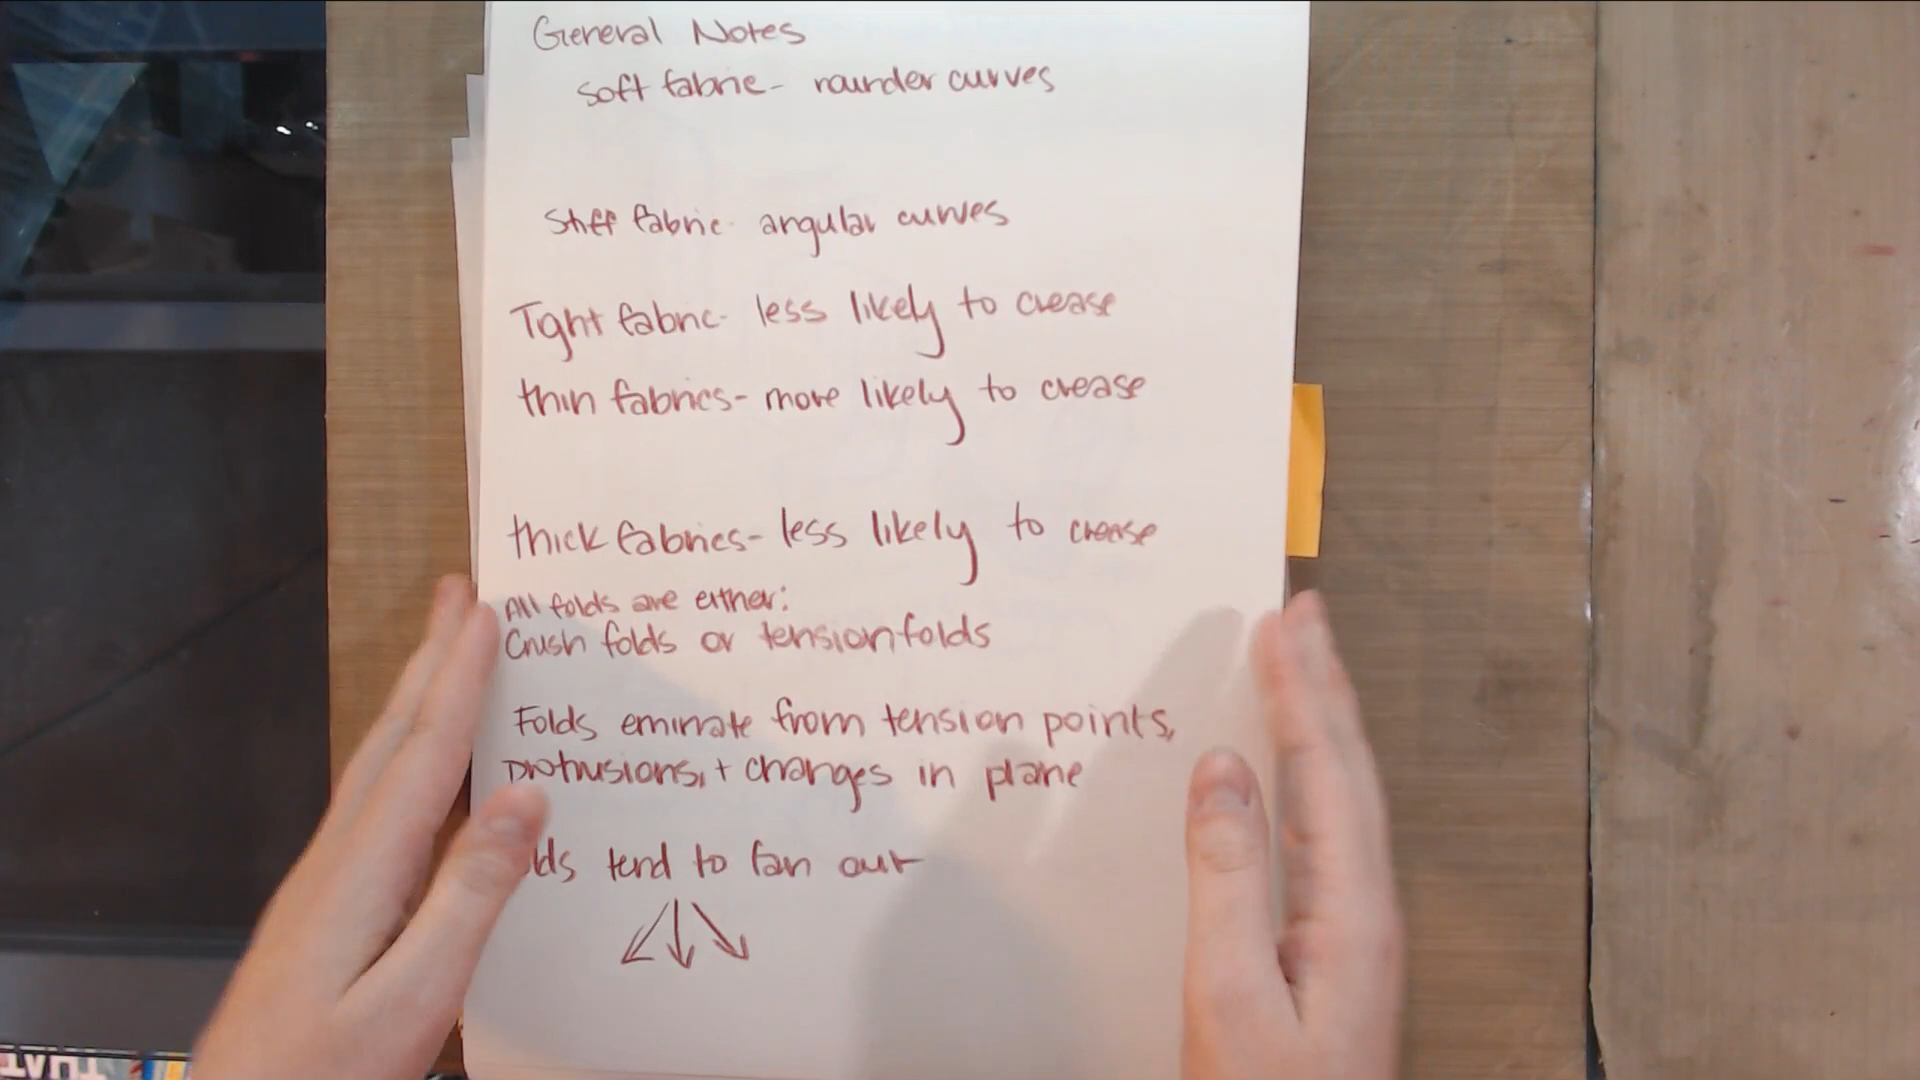 General Notes
soft fabric - rounder curves
Stiff fabric - angular curves
Tight fabric - less likely to crease
thin fabrics - more likely to crease
thick fabrics - less likely to crease
All folds are either:
Crush folds or tension folds
Folds eminate from tension points,
protrusions, + changes in plane
lds tend to fan out